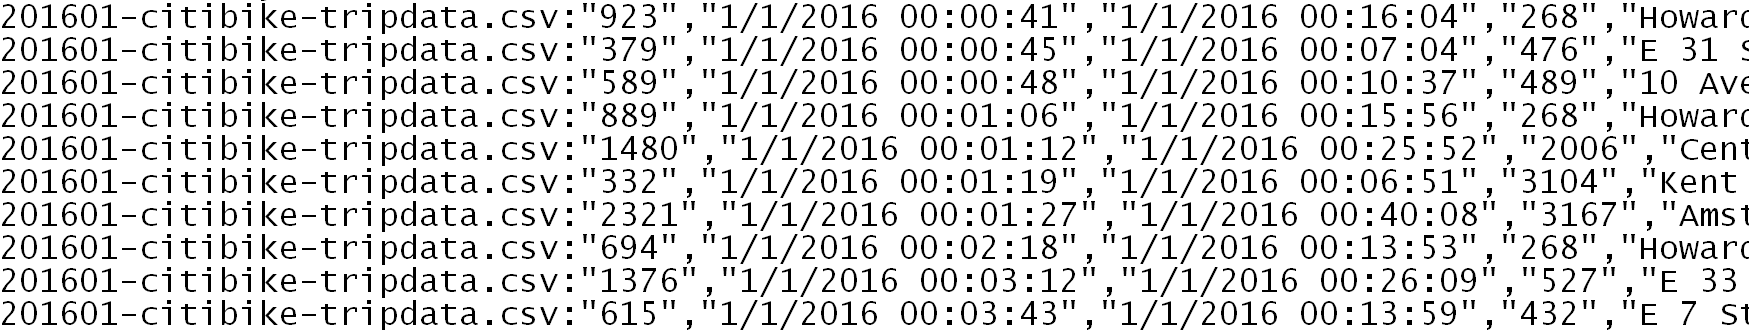 201601-citibike-tripdata.csv:"923","1/1/2016 00:00:41","1/1/2016 00:16:04","268","Howard
201601-citibike-tripdata.csv:"379","1/1/2016 00:00:45","1/1/2016 00:07:04","476","E 31 S
201601-citibike-tripdata.csv:"589","1/1/2016 00:00:48","1/1/2016 00:10:37","489","10 Ave
201601-citibike-tripdata.csv:"889","1/1/2016 00:01:06","1/1/2016 00:15:56","268","Howard
201601-citibike-tripdata.csv:"1480","1/1/2016 00:01:12","1/1/2016 00:25:52","2006","Cent
201601-citibike-tripdata.csv:"332","1/1/2016 00:01:19","1/1/2016 00:06:51","3104","Kent
201601-citibike-tripdata.csv:"2321","1/1/2016 00:01:27","1/1/2016 00:40:08","3167","Amst
201601-citibike-tripdata.csv:"694","1/1/2016 00:02:18","1/1/2016 00:13:53","268","Howard
201601-citibike-tripdata.csv:"1376","1/1/2016 00:03:12","1/1/2016 00:26:09","527","E 33
201601-citibike-tripdata.csv:"615","1/1/2016 00:03:43","1/1/2016 00:13:59","432","E 7 St